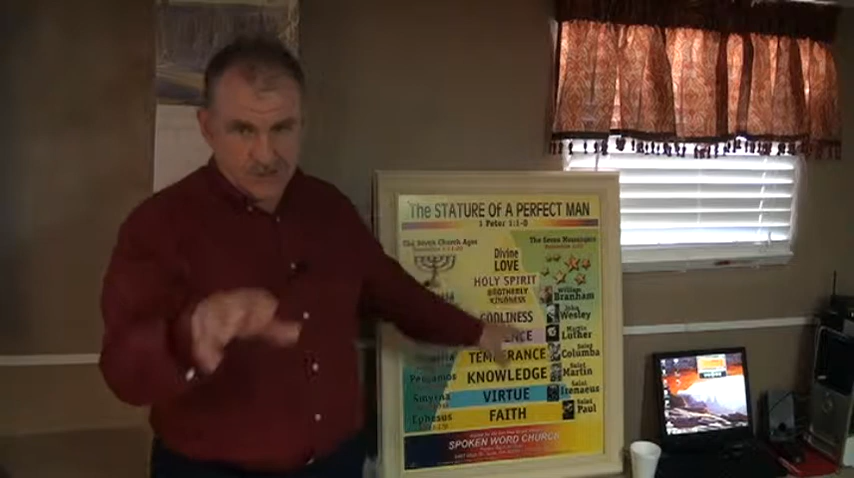 The STATURE OF A PERFECT MAN
1 Peter 1:1-8
The Seven Church Ages
The Seven Messengers
Divine
LOVE
HOLY SPIRIT
BROTHERLY
KINDNESS
William
Branham
GODLINESS
John
Wesley
Martin
Luther
TEMPERANCE
Saint
Columba
Pergamos
KNOWLEDGE
Saint
Martin
Smyrna
VIRTUE
Saint
Irenaeus
Ephesus
FAITH
Saint
Paul
SPOKEN WORD CHURCH